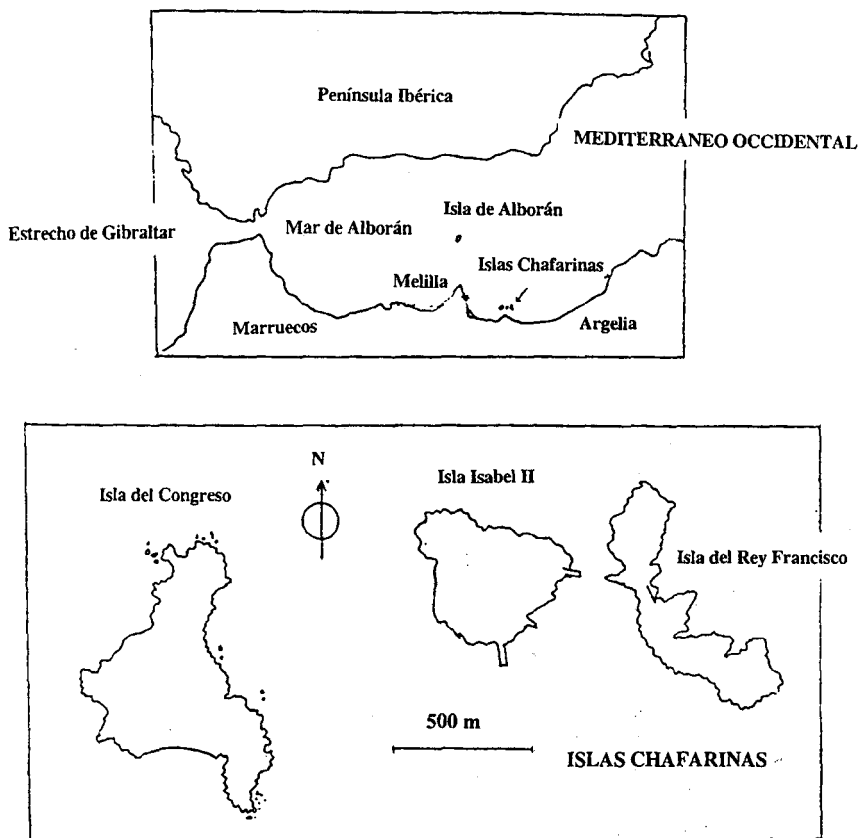 Península Ibérica
MEDITERRANEO OCCIDENTAL
Isla de Alborán
Estrecho de Gibraltar
Mar de Alborán
Islas Chafarinas
Melilla
Marruecos
Argelia
N
Isla Isabel II
Isla del Congreso
Isla del Rey Francisco
500 m
ISLAS CHAFARINAS